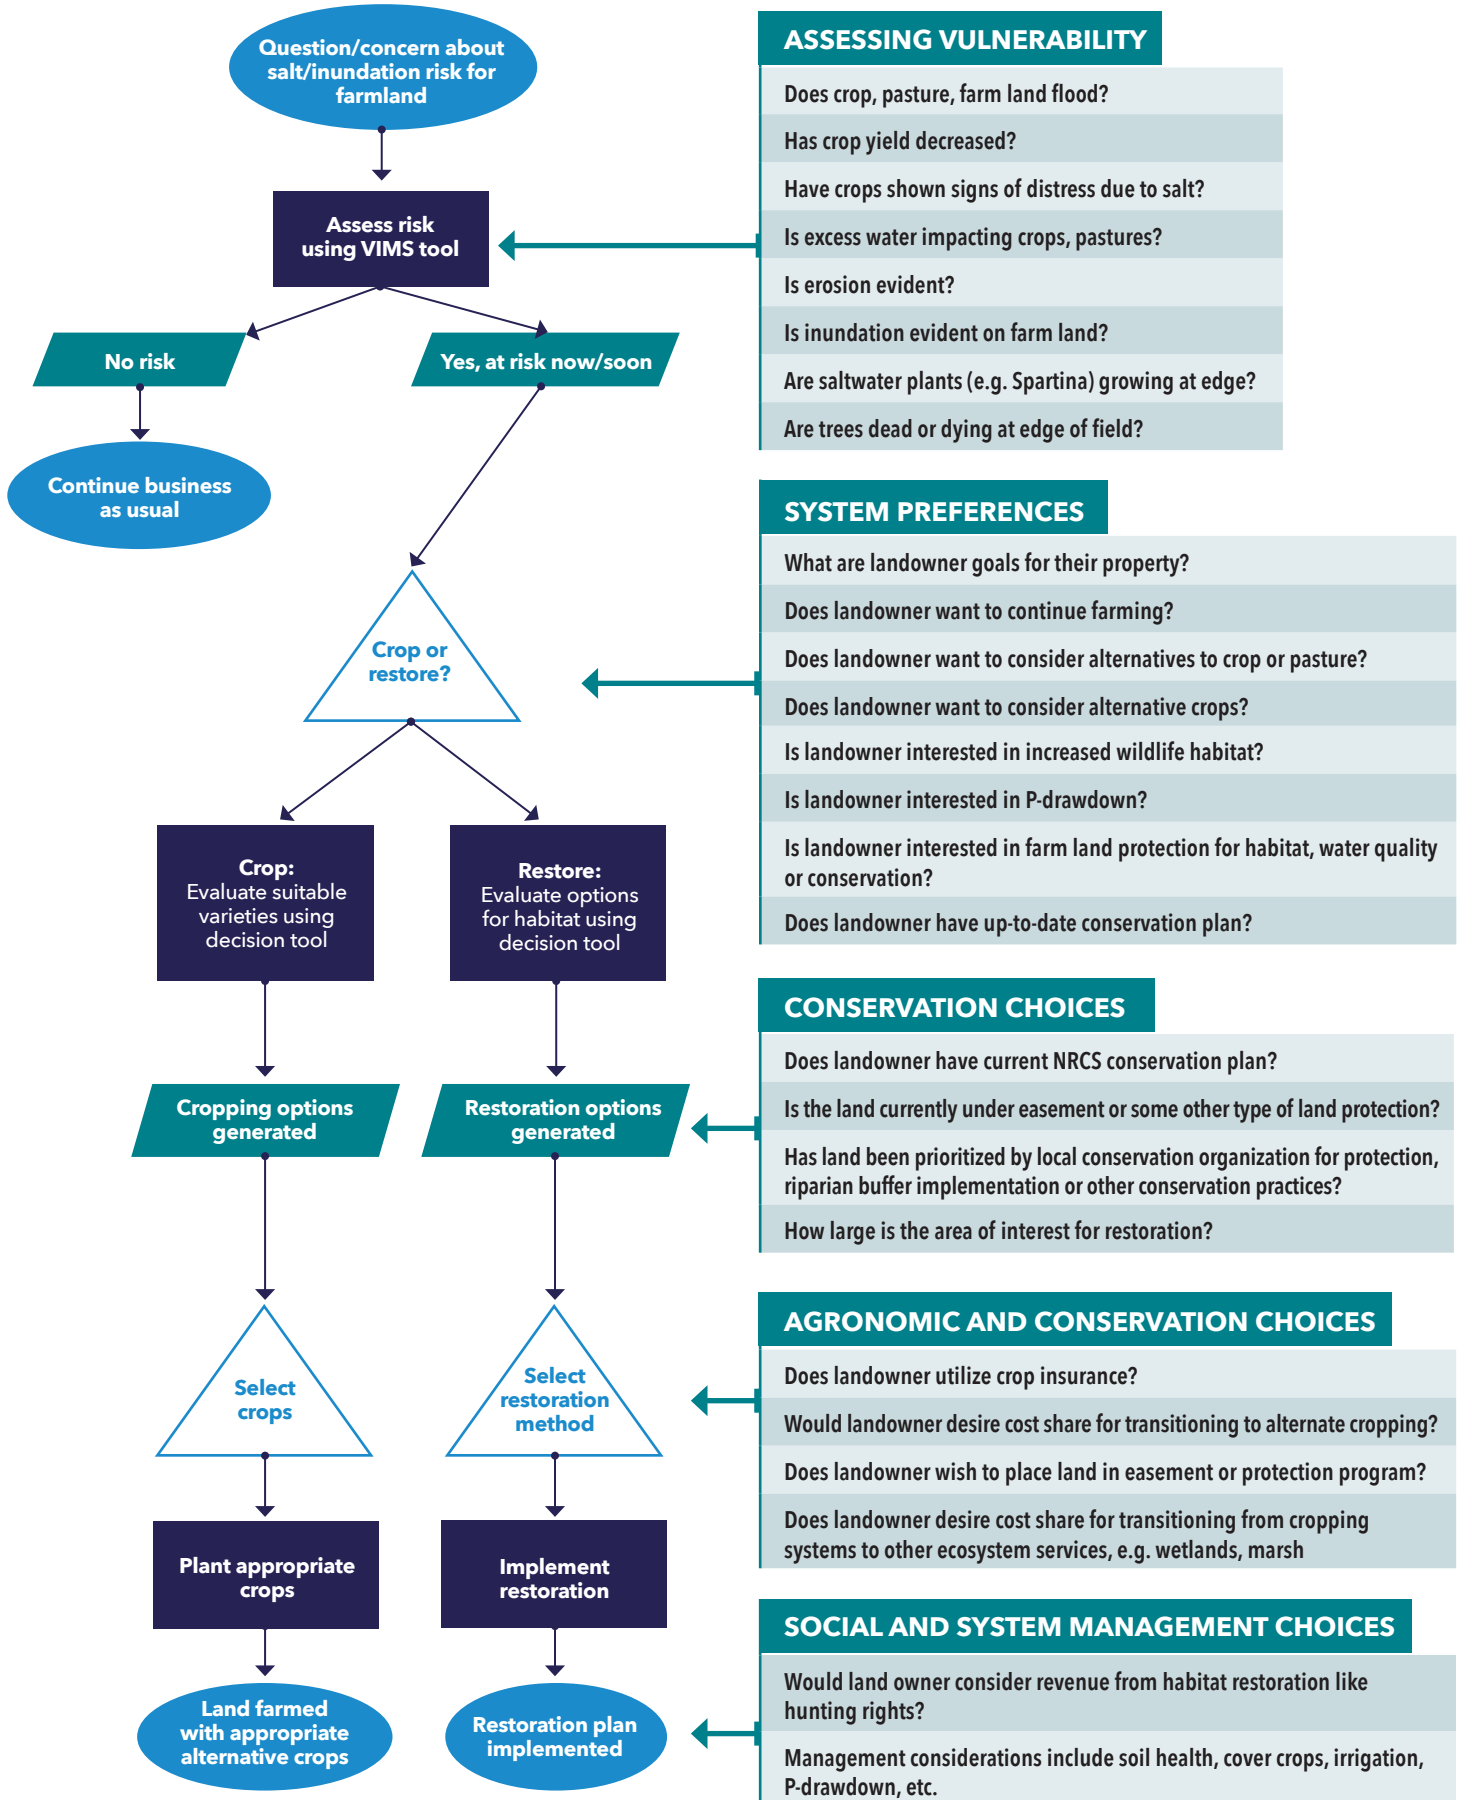 Question/concern about
salt/inundation risk for
farmland
Assess risk
using VIMS tool
No risk
Yes, at risk now/soon
Continue business
as usual
Crop or
restore?
Crop:
Evaluate suitable
varieties using
decision tool
Restore:
Evaluate options
for habitat using
decision tool
Cropping options
generated
Restoration options
generated
Select
crops
Select
restoration
method
Plant appropriate
crops
Implement
restoration
Land farmed
with appropriate
alternative crops
Restoration plan
implemented
ASSESSING VULNERABILITY
Does crop, pasture, farm land flood?
Has crop yield decreased?
Have crops shown signs of distress due to salt?
Is excess water impacting crops, pastures?
Is erosion evident?
Is inundation evident on farm land?
Are saltwater plants (e.g. Spartina) growing at edge?
Are trees dead or dying at edge of field?
SYSTEM PREFERENCES
What are landowner goals for their property?
Does landowner want to continue farming?
Does landowner want to consider alternatives to crop or pasture?
Does landowner want to consider alternative crops?
Is landowner interested in increased wildlife habitat?
Is landowner interested in P-drawdown?
Is landowner interested in farm land protection for habitat, water quality
or conservation?
Does landowner have up-to-date conservation plan?
CONSERVATION CHOICES
Does landowner have current NRCS conservation plan?
Is the land currently under easement or some other type of land protection?
Has land been prioritized by local conservation organization for protection,
riparian buffer implementation or other conservation practices?
How large is the area of interest for restoration?
AGRONOMIC AND CONSERVATION CHOICES
Does landowner utilize crop insurance?
Would landowner desire cost share for transitioning to alternate cropping?
Does landowner wish to place land in easement or protection program?
Does landowner desire cost share for transitioning from cropping
systems to other ecosystem services, e.g. wetlands, marsh
SOCIAL AND SYSTEM MANAGEMENT CHOICES
Would land owner consider revenue from habitat restoration like
hunting rights?
Management considerations include soil health, cover crops, irrigation,
P-drawdown, etc.